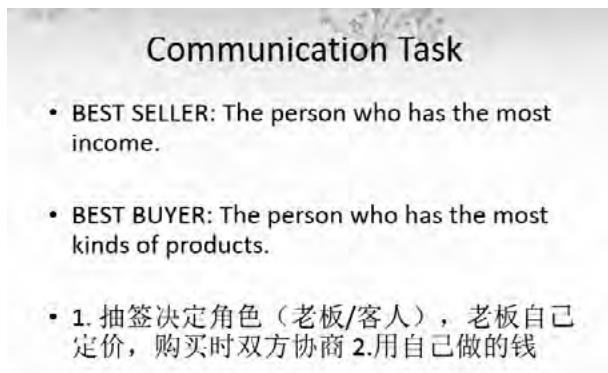 Communication Task
• BEST SELLER: The person who has the most
income.
• BEST BUYER: The person who has the most
kinds of products.
• 1. 抽签决定角色（老板/客人），老板自己
定价，购买时双方协商 2.用自己做的钱